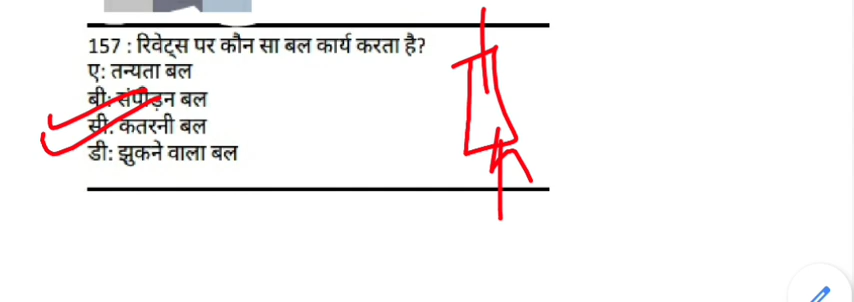 157 : रिवेट्स पर कौन सा बल कार्य करता है?
ए: तन्यता बल
बी: संपीड़न बल
सी: कतरनी बल
डी: झुकने वाला बल